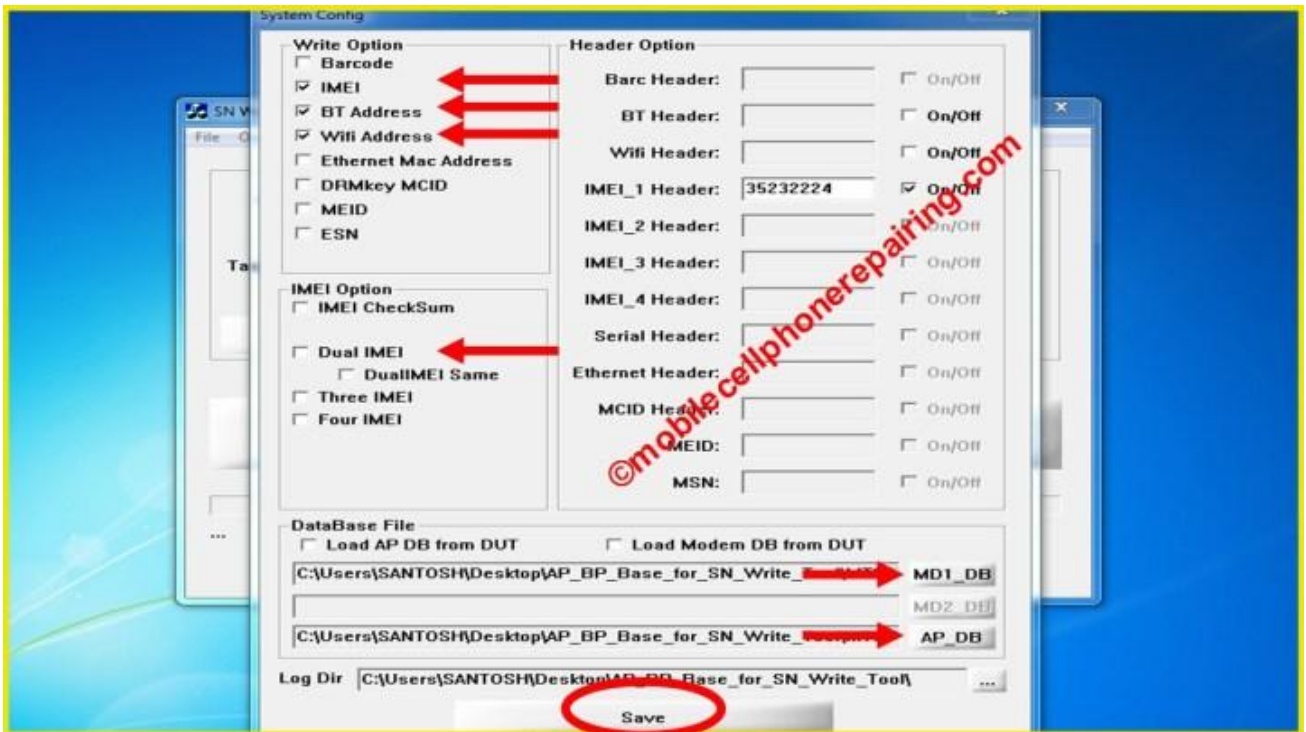 System Config
Write Option
Barcode
IMEI
BT Address
Wifi Address
Ethernet Mac Address
DRMkey MCID
MEID
ESN
IMEI Option
IMEI CheckSum
Dual IMEI
DualIMEI Same
Three IMEI
Four IMEI
Header Option
Barc Header: On/Off
BT Header: On/Off
Wifi Header: On/Off
IMEI_1 Header: 35232224 On/Off
IMEI_2 Header: On/Off
IMEI_3 Header: On/Off
IMEI_4 Header: On/Off
Serial Header: On/Off
Ethernet Header: On/Off
MCID Header: On/Off
MEID: On/Off
MSN: On/Off
©mobilecellphonerepairing.com
DataBase File
Load AP DB from DUT Load Modem DB from DUT
C:\Users\SANTOSH\Desktop\AP_BP_Base_for_SN_Write_ MD1_DB
MD2_DB
C:\Users\SANTOSH\Desktop\AP_BP_Base_for_SN_Write_ AP_DB
Log Dir C:\Users\SANTOSH\Desktop\AP_BP_Base_for_SN_Write_Tool\ ...
Save
SN W
File O
Ta
...